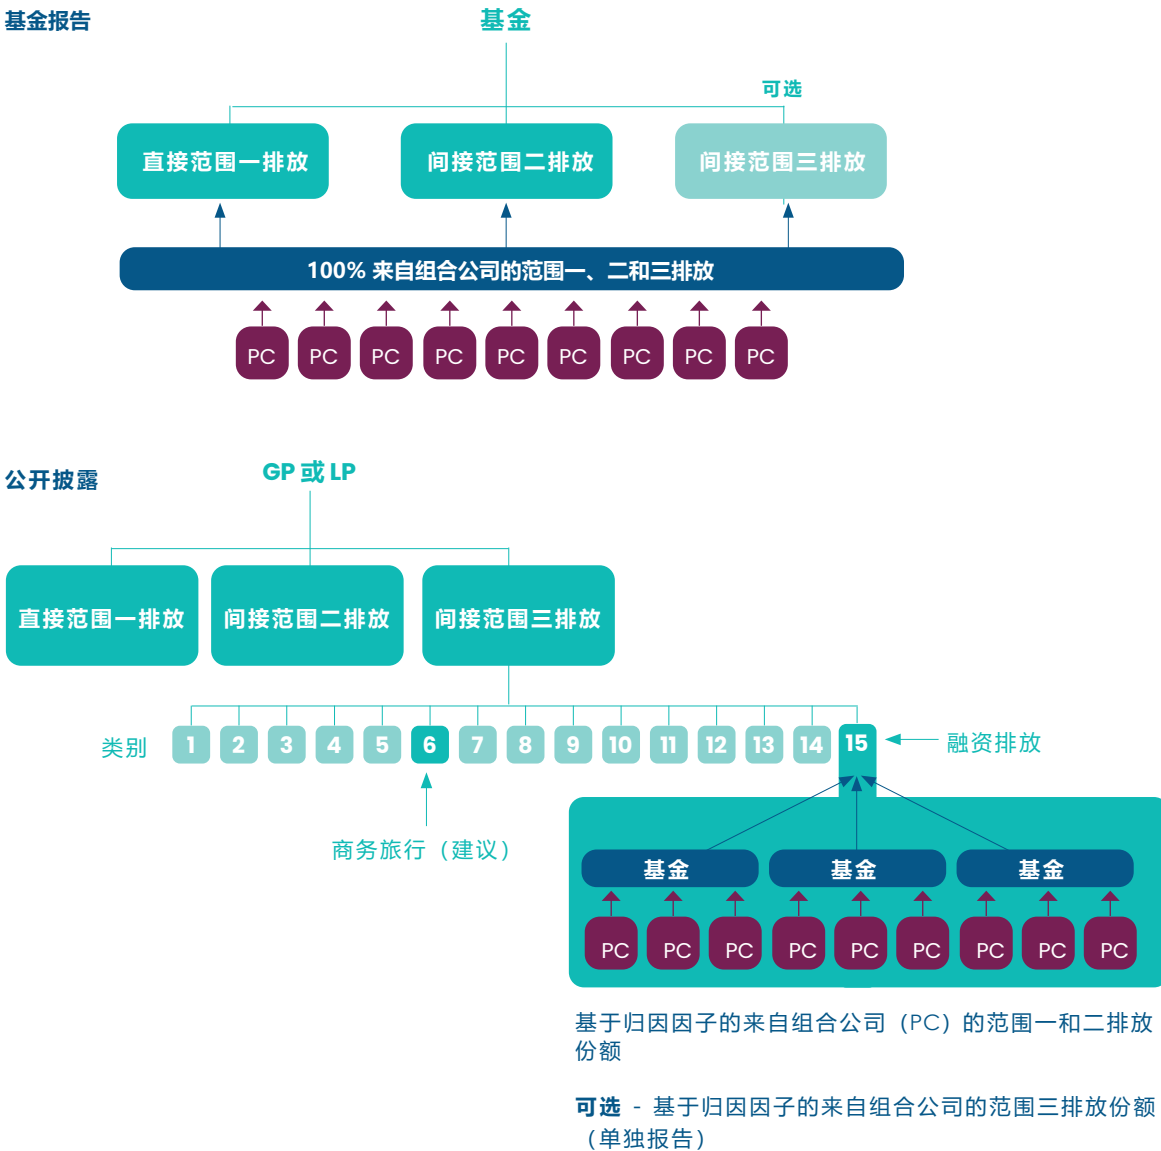 基金报告
基金
可选
直接范围一排放
间接范围二排放
间接范围三排放
100% 来自组合公司的范围一、二和三排放
PC PC PC PC PC PC PC PC PC
公开披露
GP 或 LP
直接范围一排放
间接范围二排放
间接范围三排放
类别 1 2 3 4 5 6 7 8 9 10 11 12 13 14 15 融资排放
商务旅行（建议）
基金 基金 基金
PC PC PC PC PC PC PC PC PC
基于归因因子的来自组合公司（PC）的范围一和二排放
份额
可选 - 基于归因因子的来自组合公司的范围三排放份额
（单独报告）